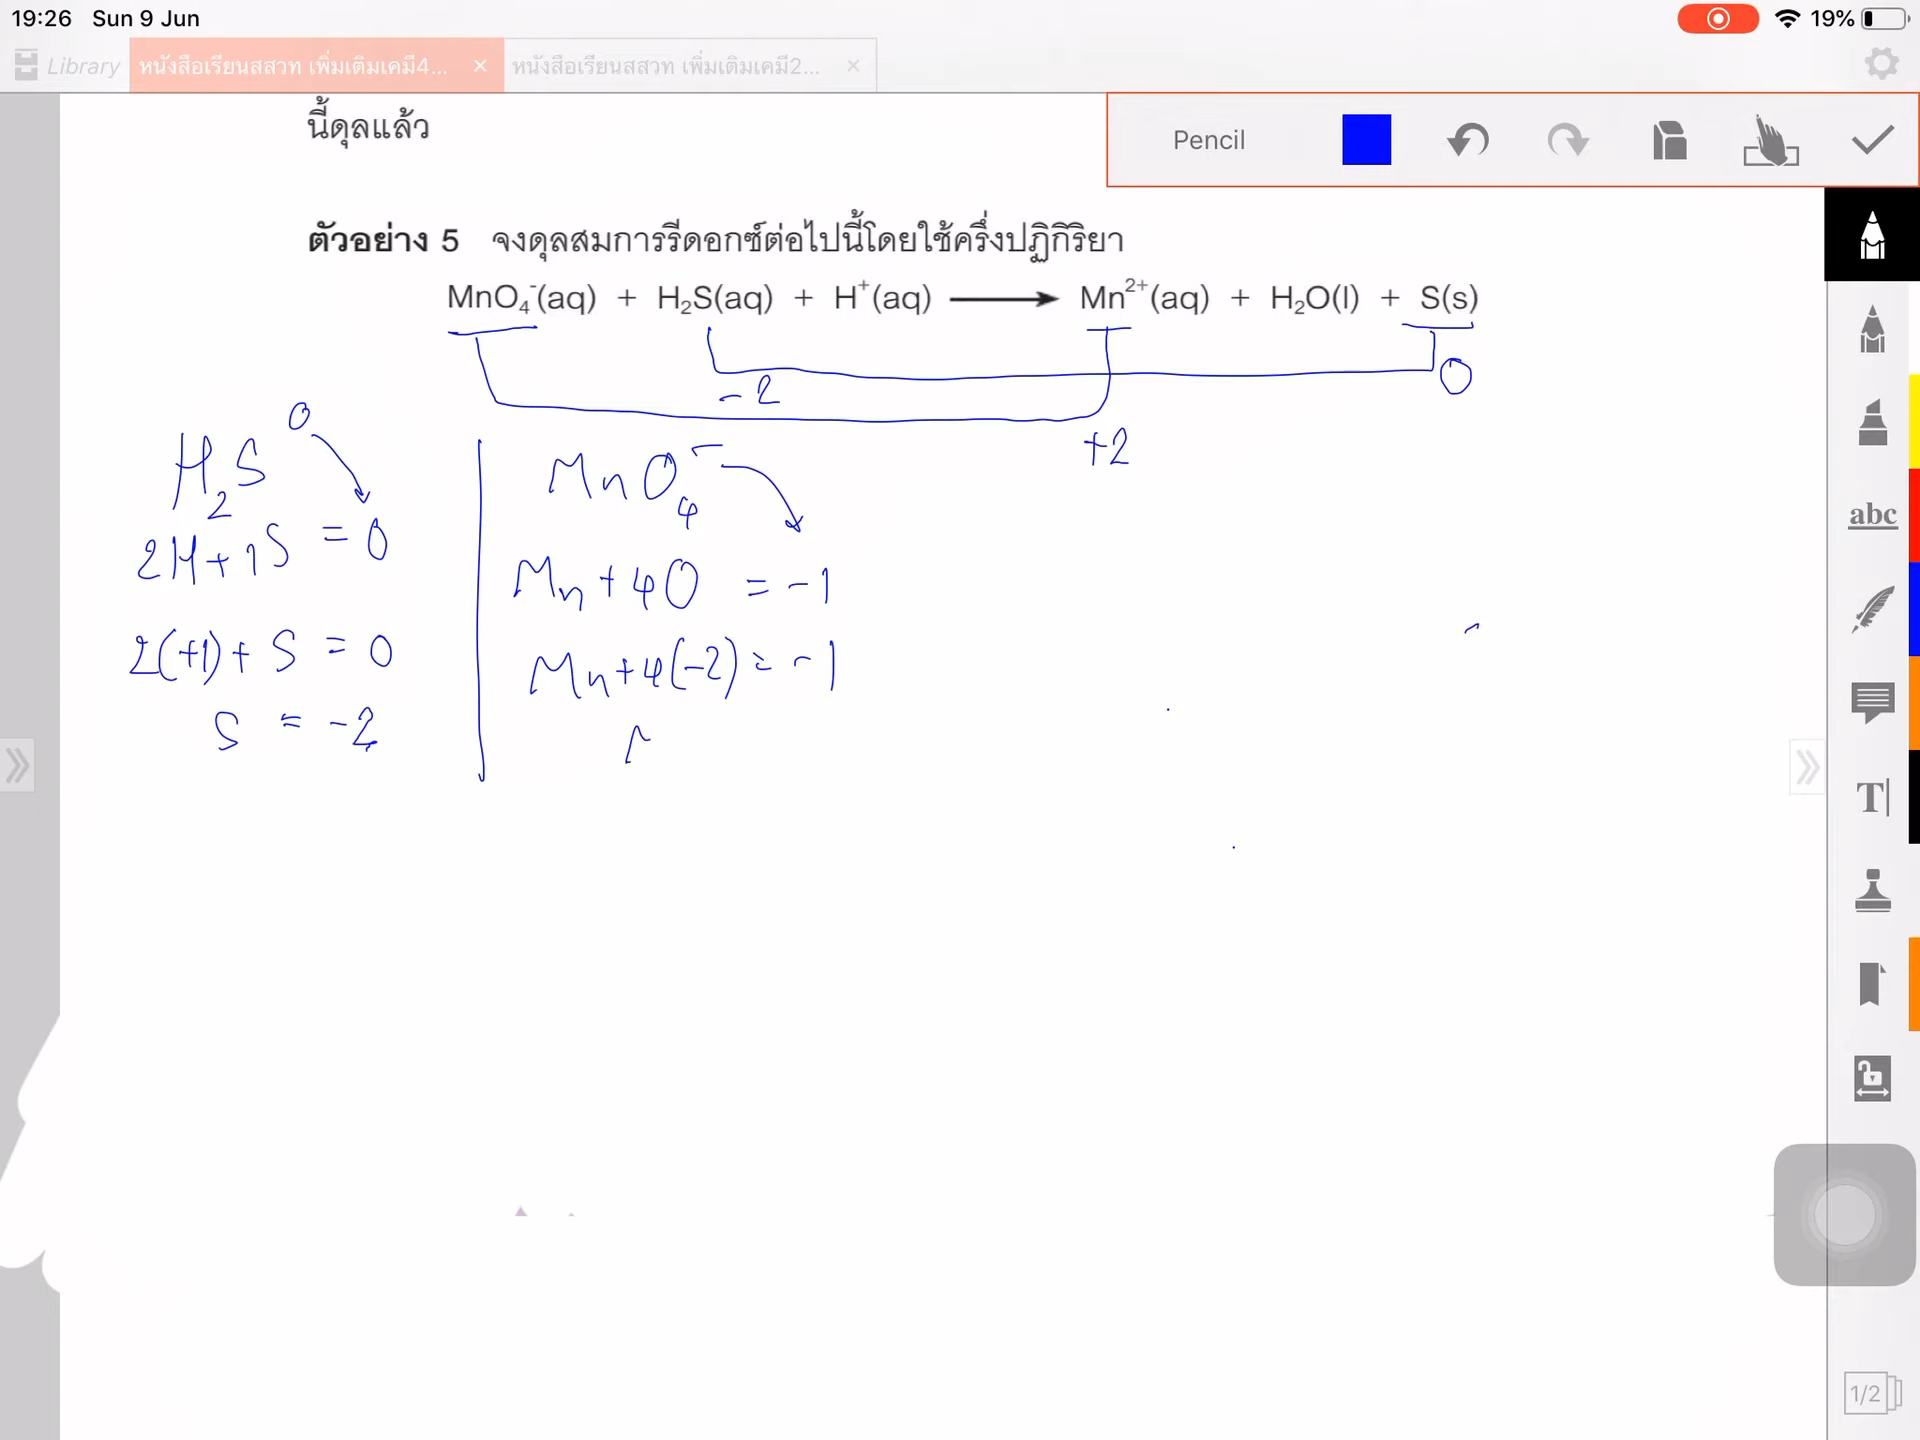 19:26 Sun 9 Jun 19%
Library หนังสือเรียนสสวท เพิ่มเติมเคมี4... × หนังสือเรียนสสวท เพิ่มเติมเคมี2... ×
นี้ดุลแล้ว
Pencil
ตัวอย่าง 5 จงดุลสมการรีดอกซ์ต่อไปนี้โดยใช้ครึ่งปฏิกิริยา
MnO₄⁻(aq) + H₂S(aq) + H⁺(aq) ⟶ Mn²⁺(aq) + H₂O(l) + S(s)
-2 0
+2
H₂S 0
2H+1S = 0
2(+1)+ S = 0
S = -2
MnO₄⁻
Mn + 4O = -1
Mn+4(-2) = -1
abc
T
1/2